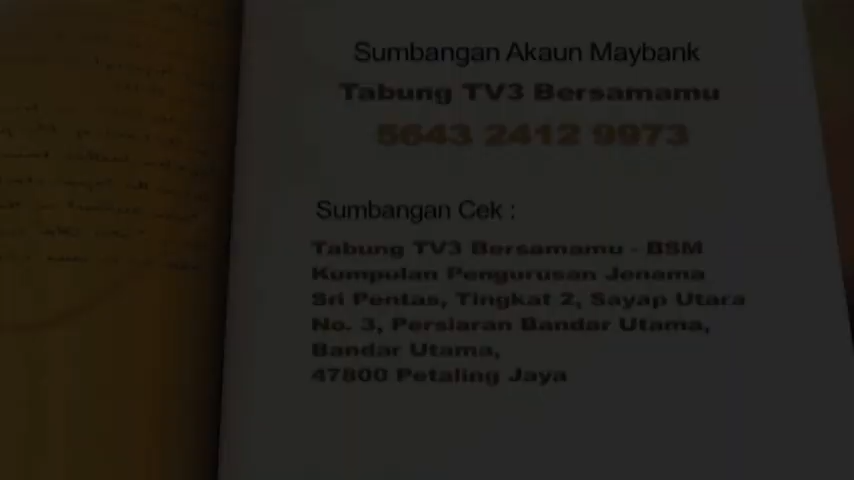 Sumbangan Akaun Maybank
Tabung TV3 Bersamamu
5643 2412 9973
Sumbangan Cek :
Tabung TV3 Bersamamu - BSM
Kumpulan Pengurusan Jenama
Sri Pentas, Tingkat 2, Sayap Utara
No. 3, Persiaran Bandar Utama,
Bandar Utama,
47800 Petaling Jaya